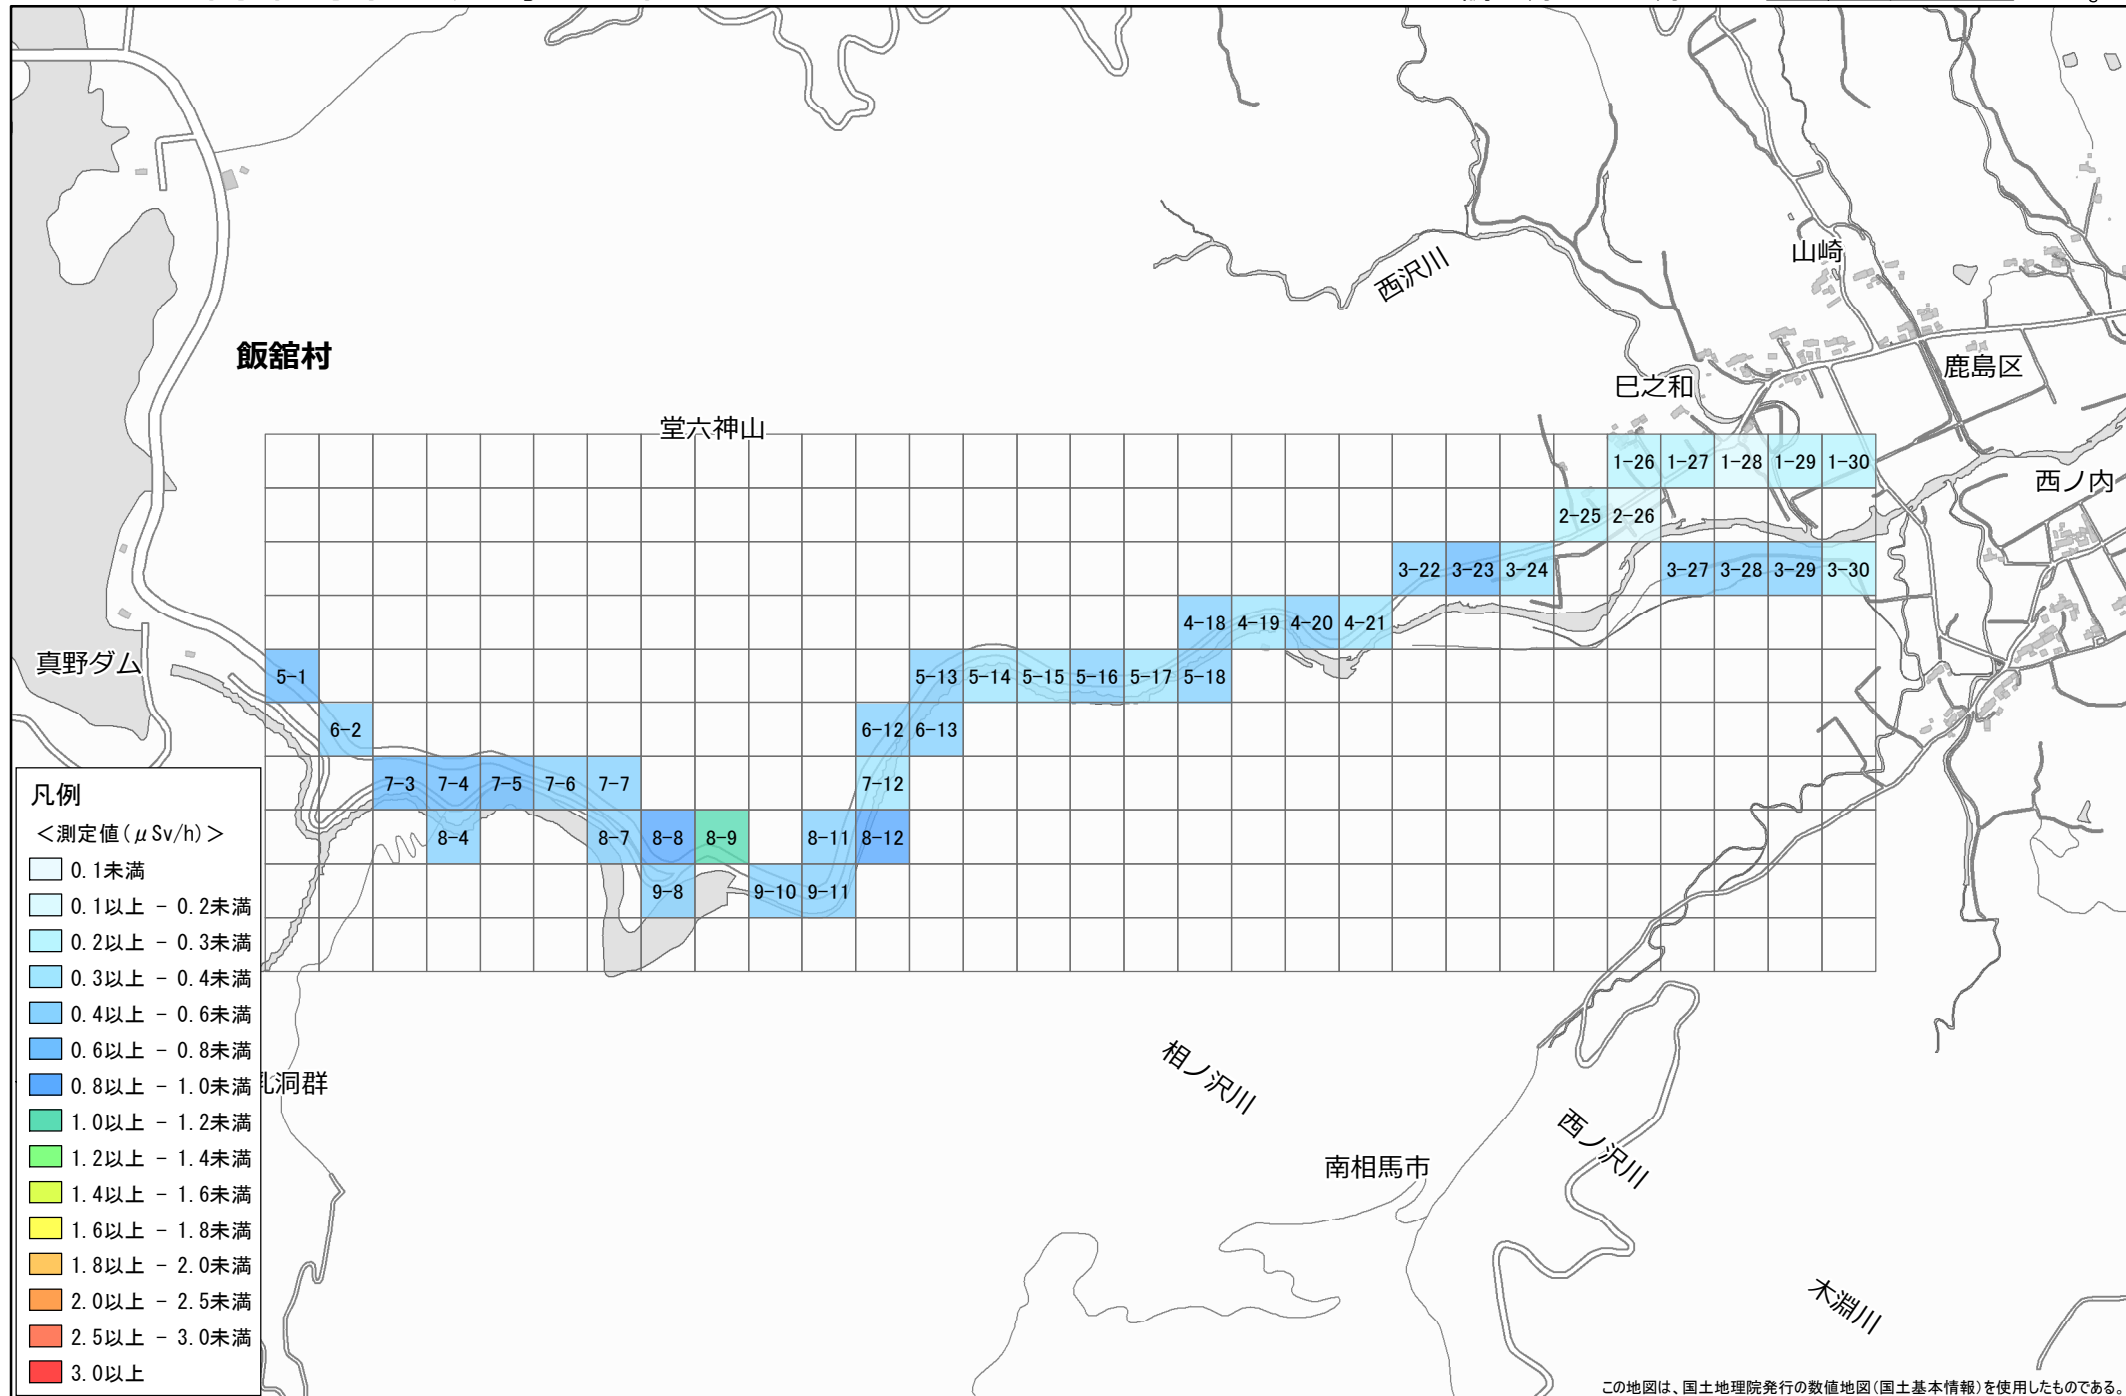 山崎
西沢川
飯舘村
鹿島区
巳之和
堂六神山
1-26 1-27 1-28 1-29 1-30
西ノ内
2-25 2-26
3-22 3-23 3-24 3-27 3-28 3-29 3-30
4-18 4-19 4-20 4-21
真野ダム
5-1 5-13 5-14 5-15 5-16 5-17 5-18
6-2 6-12 6-13
7-3 7-4 7-5 7-6 7-7 7-12
8-4 8-7 8-8 8-9 8-11 8-12
9-8 9-10 9-11
凡例
＜測定値(μSv/h)＞
0.1未満
0.1以上 - 0.2未満
0.2以上 - 0.3未満
0.3以上 - 0.4未満
0.4以上 - 0.6未満
0.6以上 - 0.8未満
0.8以上 - 1.0未満
1.0以上 - 1.2未満
1.2以上 - 1.4未満
1.4以上 - 1.6未満
1.6以上 - 1.8未満
1.8以上 - 2.0未満
2.0以上 - 2.5未満
2.5以上 - 3.0未満
3.0以上
洞群
相ノ沢川
西ノ沢川
南相馬市
木淵川
この地図は、国土地理院発行の数値地図(国土基本情報)を使用したものである。